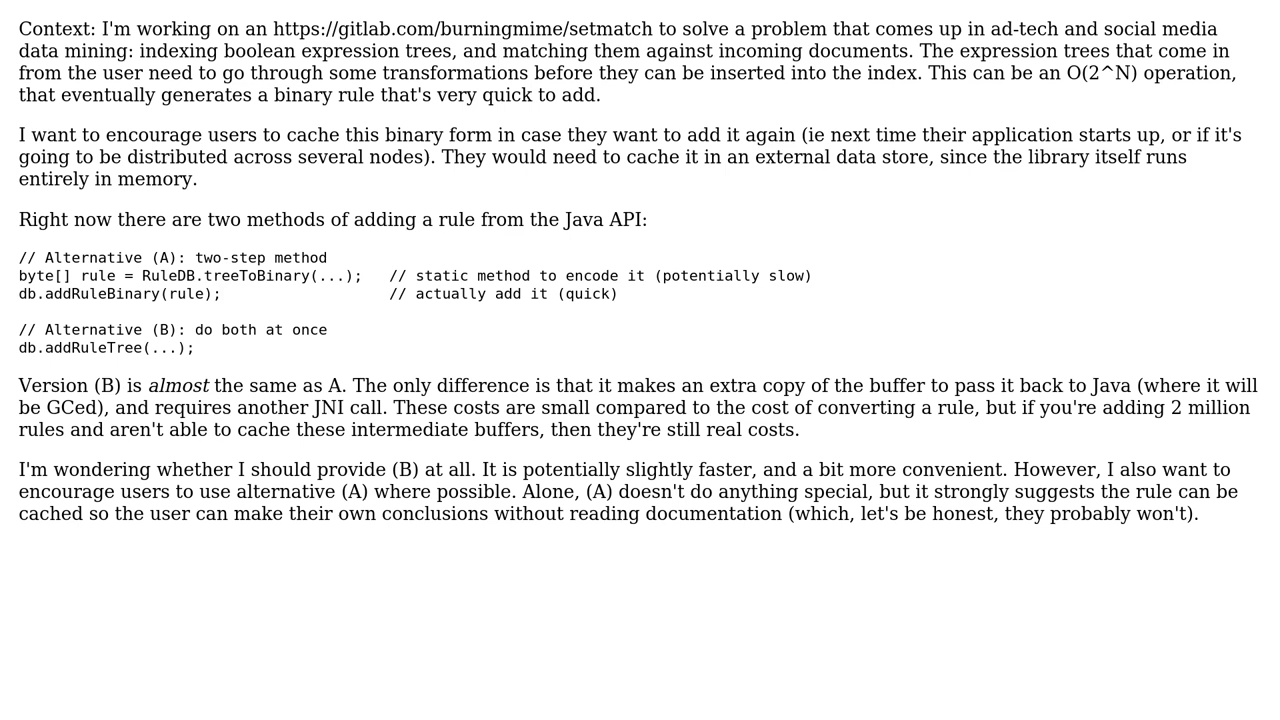 Context: I'm working on an https://gitlab.com/burningmime/setmatch to solve a problem that comes up in ad-tech and social media
data mining: indexing boolean expression trees, and matching them against incoming documents. The expression trees that come in
from the user need to go through some transformations before they can be inserted into the index. This can be an O(2^N) operation,
that eventually generates a binary rule that's very quick to add.
I want to encourage users to cache this binary form in case they want to add it again (ie next time their application starts up, or if it's
going to be distributed across several nodes). They would need to cache it in an external data store, since the library itself runs
entirely in memory.
Right now there are two methods of adding a rule from the Java API:
// Alternative (A): two-step method
byte[] rule = RuleDB.treeToBinary(...);   // static method to encode it (potentially slow)
db.addRuleBinary(rule);                   // actually add it (quick)
// Alternative (B): do both at once
db.addRuleTree(...);
Version (B) is almost the same as A. The only difference is that it makes an extra copy of the buffer to pass it back to Java (where it will
be GCed), and requires another JNI call. These costs are small compared to the cost of converting a rule, but if you're adding 2 million
rules and aren't able to cache these intermediate buffers, then they're still real costs.
I'm wondering whether I should provide (B) at all. It is potentially slightly faster, and a bit more convenient. However, I also want to
encourage users to use alternative (A) where possible. Alone, (A) doesn't do anything special, but it strongly suggests the rule can be
cached so the user can make their own conclusions without reading documentation (which, let's be honest, they probably won't).